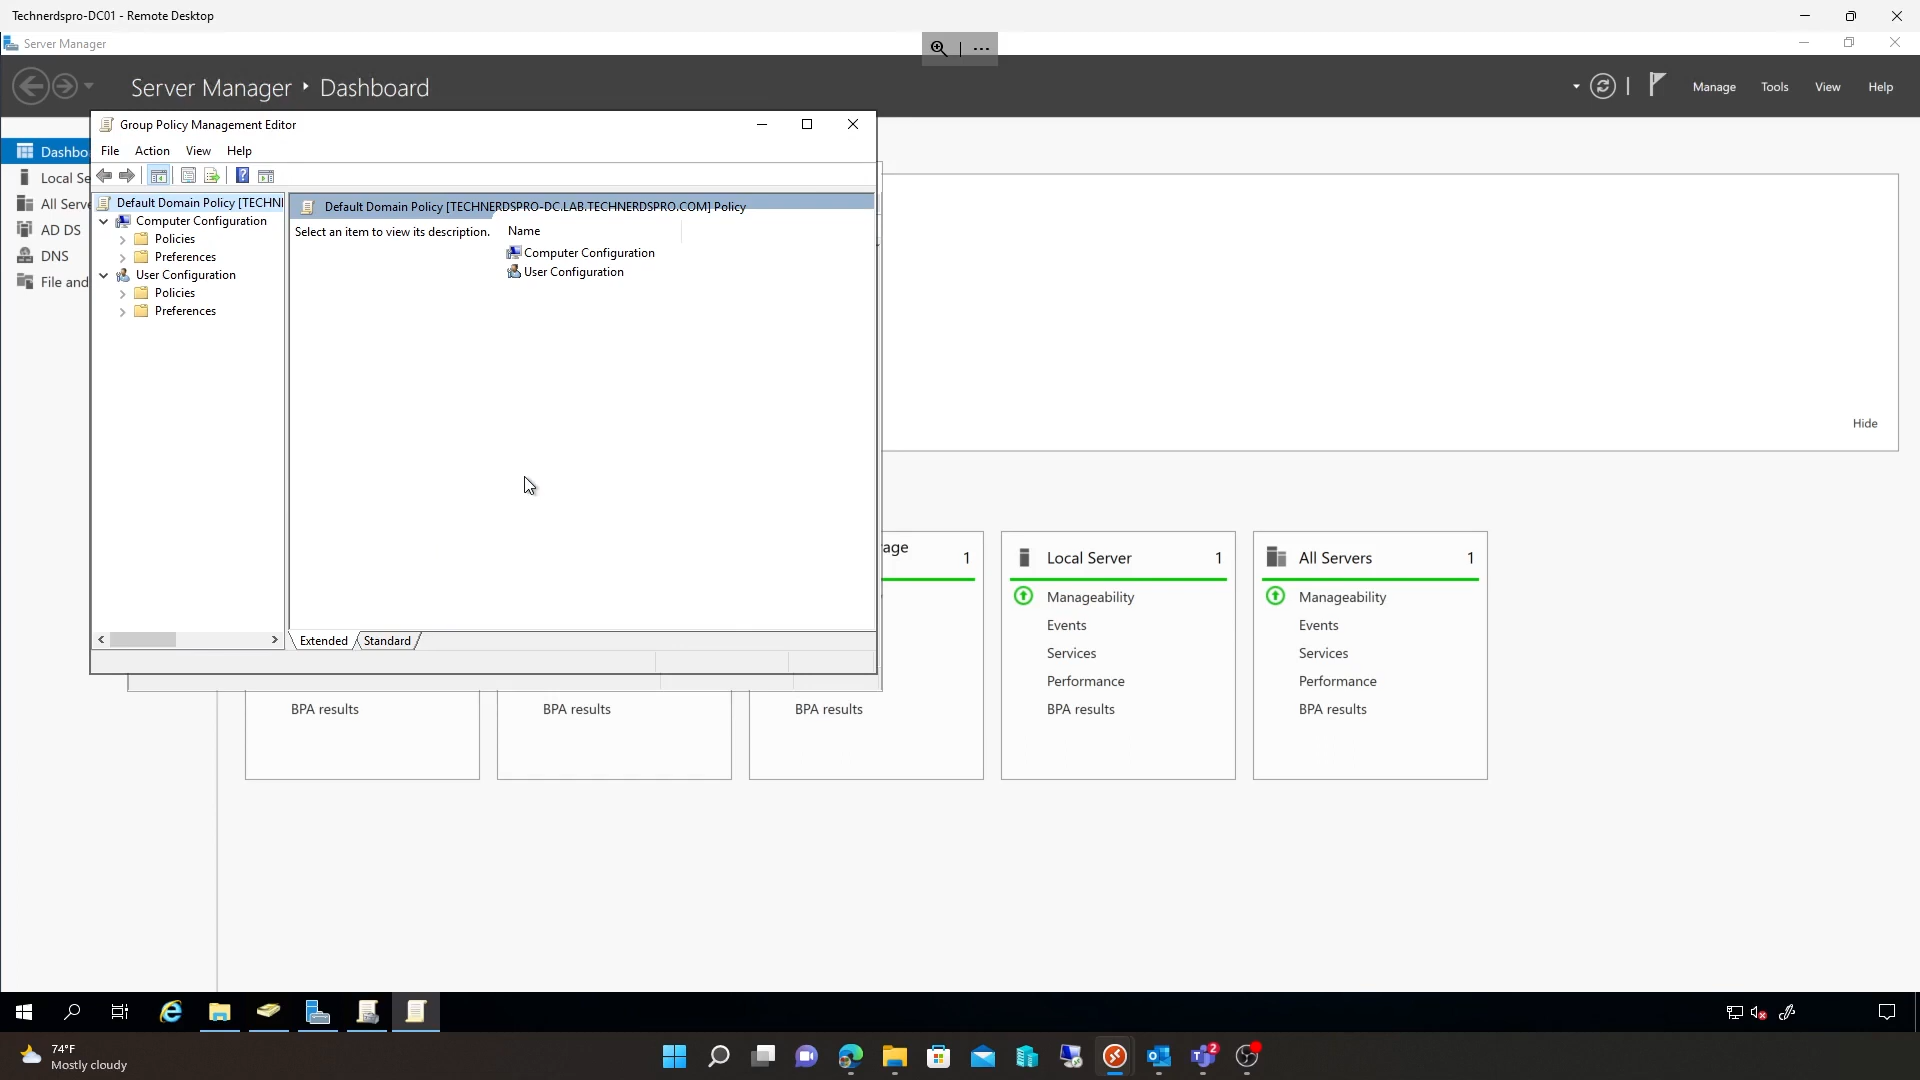 Technerdspro-DC01 - Remote Desktop
Server Manager
Server Manager Dashboard
Manage Tools View Help
Group Policy Management Editor
File Action View Help
Dashbo
Local Se
All Serve
AD DS
DNS
File and
Default Domain Policy [TECHNI
Computer Configuration
Policies
Preferences
User Configuration
Policies
Preferences
Default Domain Policy [TECHNERDSPRO-DC.LAB.TECHNERDSPRO.COM] Policy
Select an item to view its description.
Name
Computer Configuration
User Configuration
Extended Standard
Hide
age 1
BPA results
BPA results
BPA results
Local Server 1
Manageability
Events
Services
Performance
BPA results
All Servers 1
Manageability
Events
Services
Performance
BPA results
74°F
Mostly cloudy
2